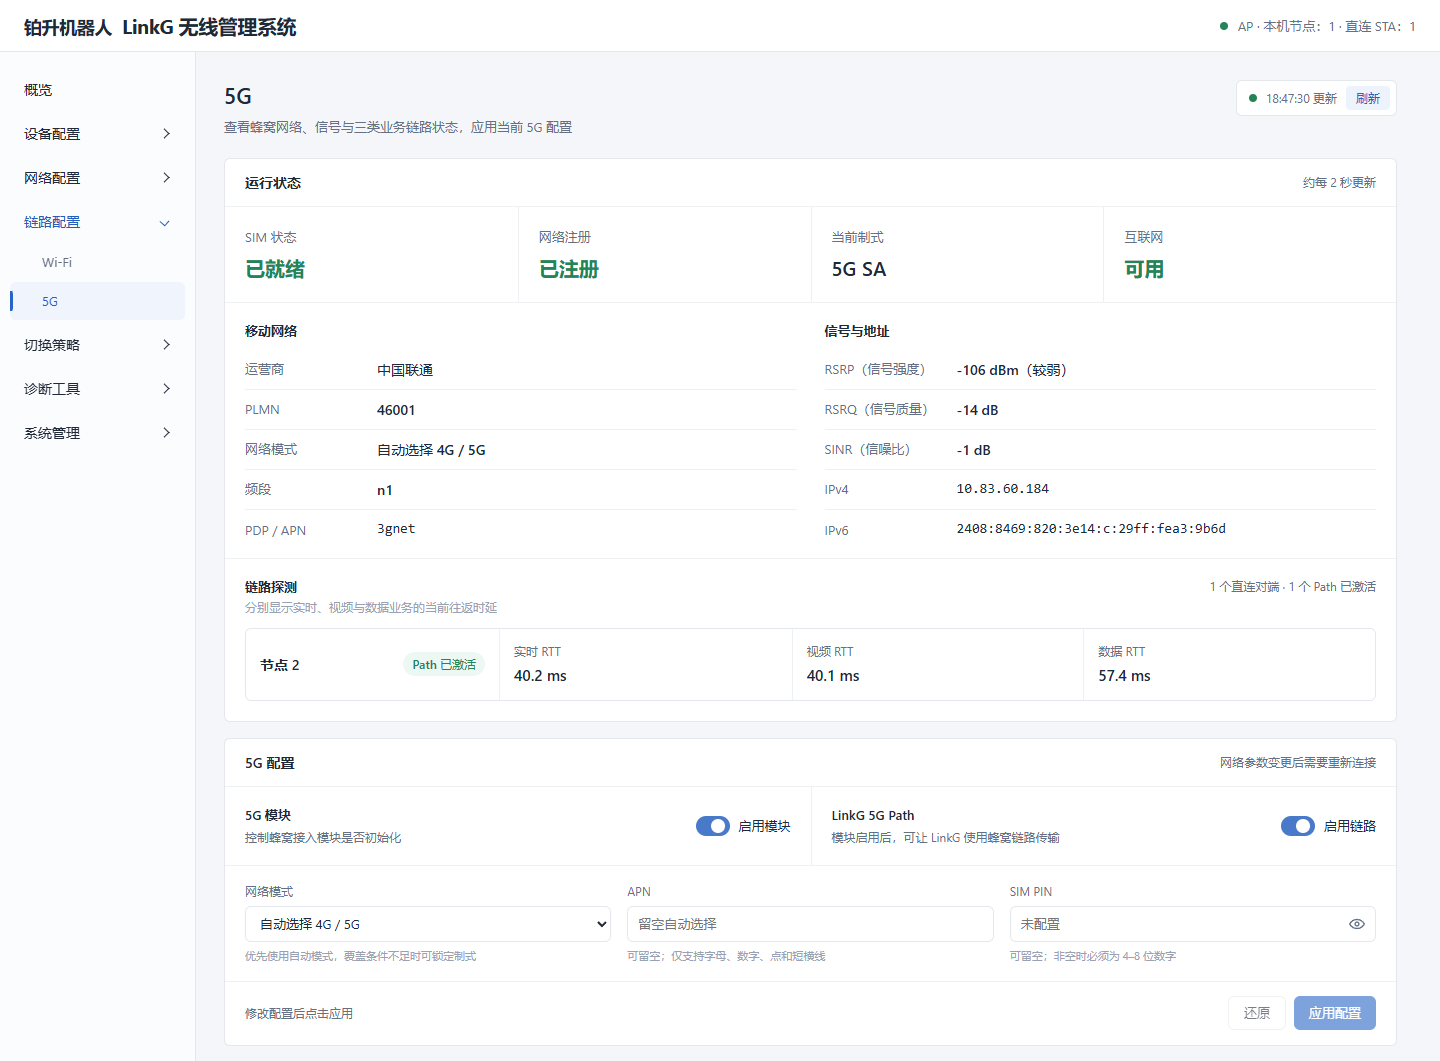 铂升机器人 LinkG 无线管理系统
AP · 本机节点：1 · 直连 STA：1
概览
设备配置
网络配置
链路配置
Wi-Fi
5G
切换策略
诊断工具
系统管理
5G
查看蜂窝网络、信号与三类业务链路状态，应用当前 5G 配置
18:47:30 更新 刷新
运行状态
约每 2 秒更新
SIM 状态
已就绪
网络注册
已注册
当前制式
5G SA
互联网
可用
移动网络
运营商 中国联通
PLMN 46001
网络模式 自动选择 4G / 5G
频段 n1
PDP / APN 3gnet
信号与地址
RSRP（信号强度） -106 dBm（较弱）
RSRQ（信号质量） -14 dB
SINR（信噪比） -1 dB
IPv4 10.83.60.184
IPv6 2408:8469:820:3e14:c:29ff:fea3:9b6d
链路探测
分别显示实时、视频与数据业务的当前往返时延
1 个直连对端 · 1 个 Path 已激活
节点 2 Path 已激活
实时 RTT
40.2 ms
视频 RTT
40.1 ms
数据 RTT
57.4 ms
5G 配置
网络参数变更后需要重新连接
5G 模块
控制蜂窝接入模块是否初始化
启用模块
LinkG 5G Path
模块启用后，可让 LinkG 使用蜂窝链路传输
启用链路
网络模式
自动选择 4G / 5G
优先使用自动模式，覆盖条件不足时可锁定制式
APN
留空自动选择
可留空；仅支持字母、数字、点和短横线
SIM PIN
未配置
可留空；非空时必须为 4–8 位数字
修改配置后点击应用
还原
应用配置